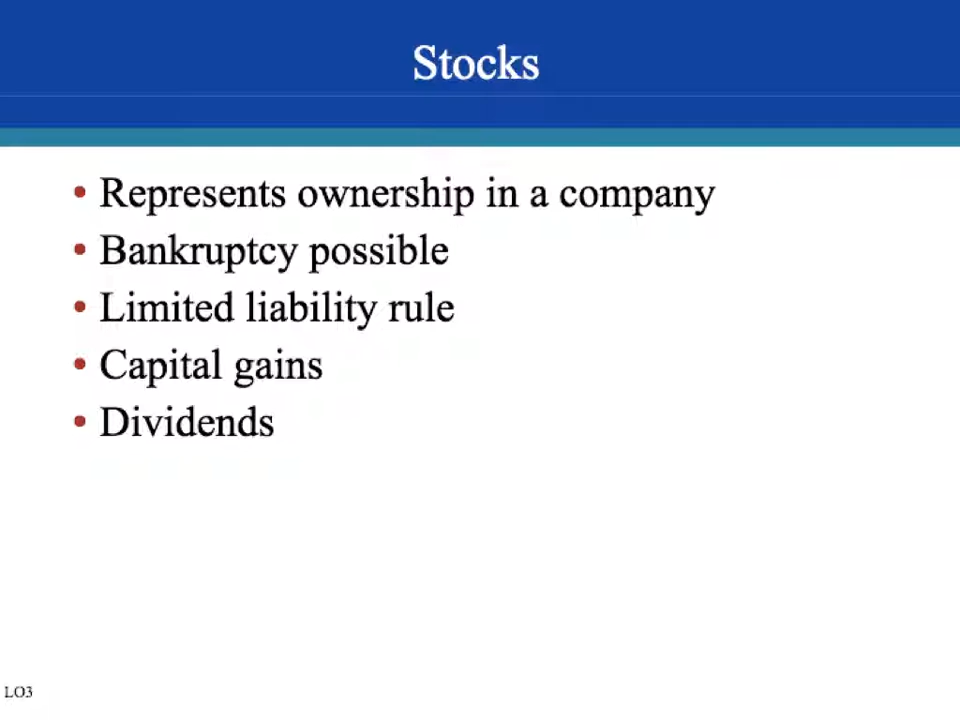 Stocks
• Represents ownership in a company
• Bankruptcy possible
• Limited liability rule
• Capital gains
• Dividends
LO3